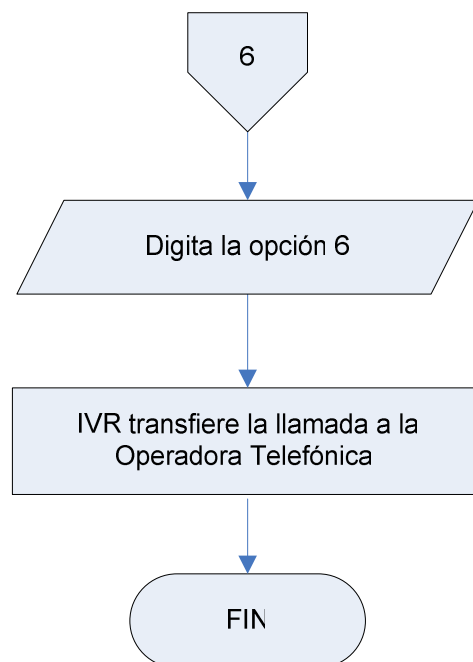 6
Digita la opción 6
IVR transfiere la llamada a la
Operadora Telefónica
FIN